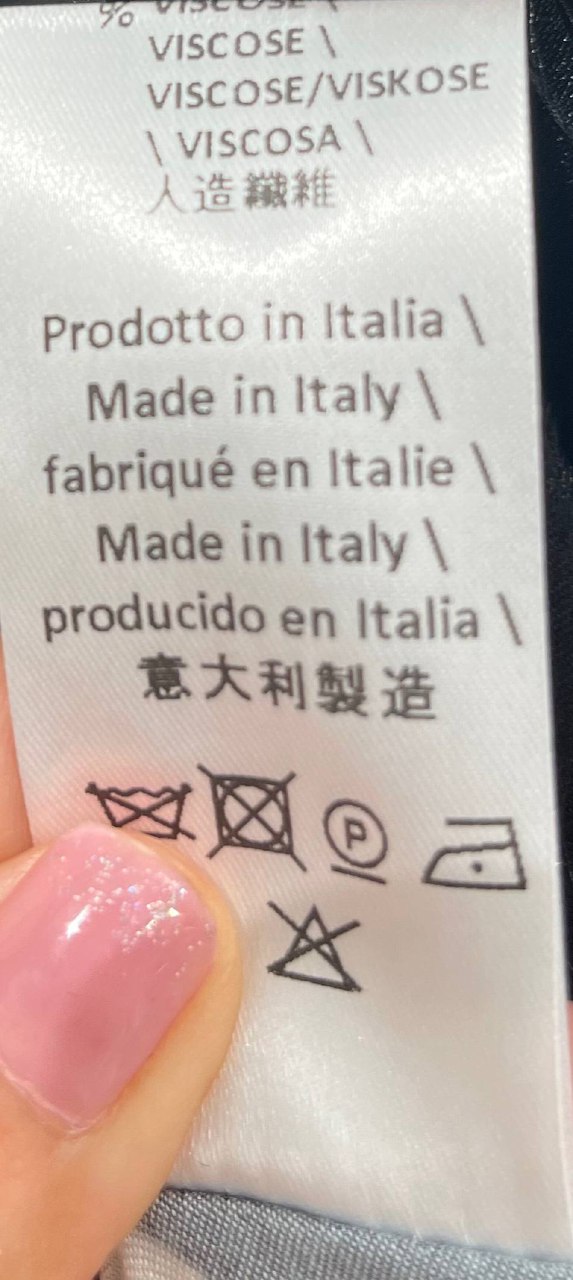 % VISCOSE \
VISCOSE \
VISCOSE/VISKOSE
\ VISCOSA \
人造纖維
Prodotto in Italia \
Made in Italy \
fabriqué en Italie \
Made in Italy \
producido en Italia \
意大利製造
P